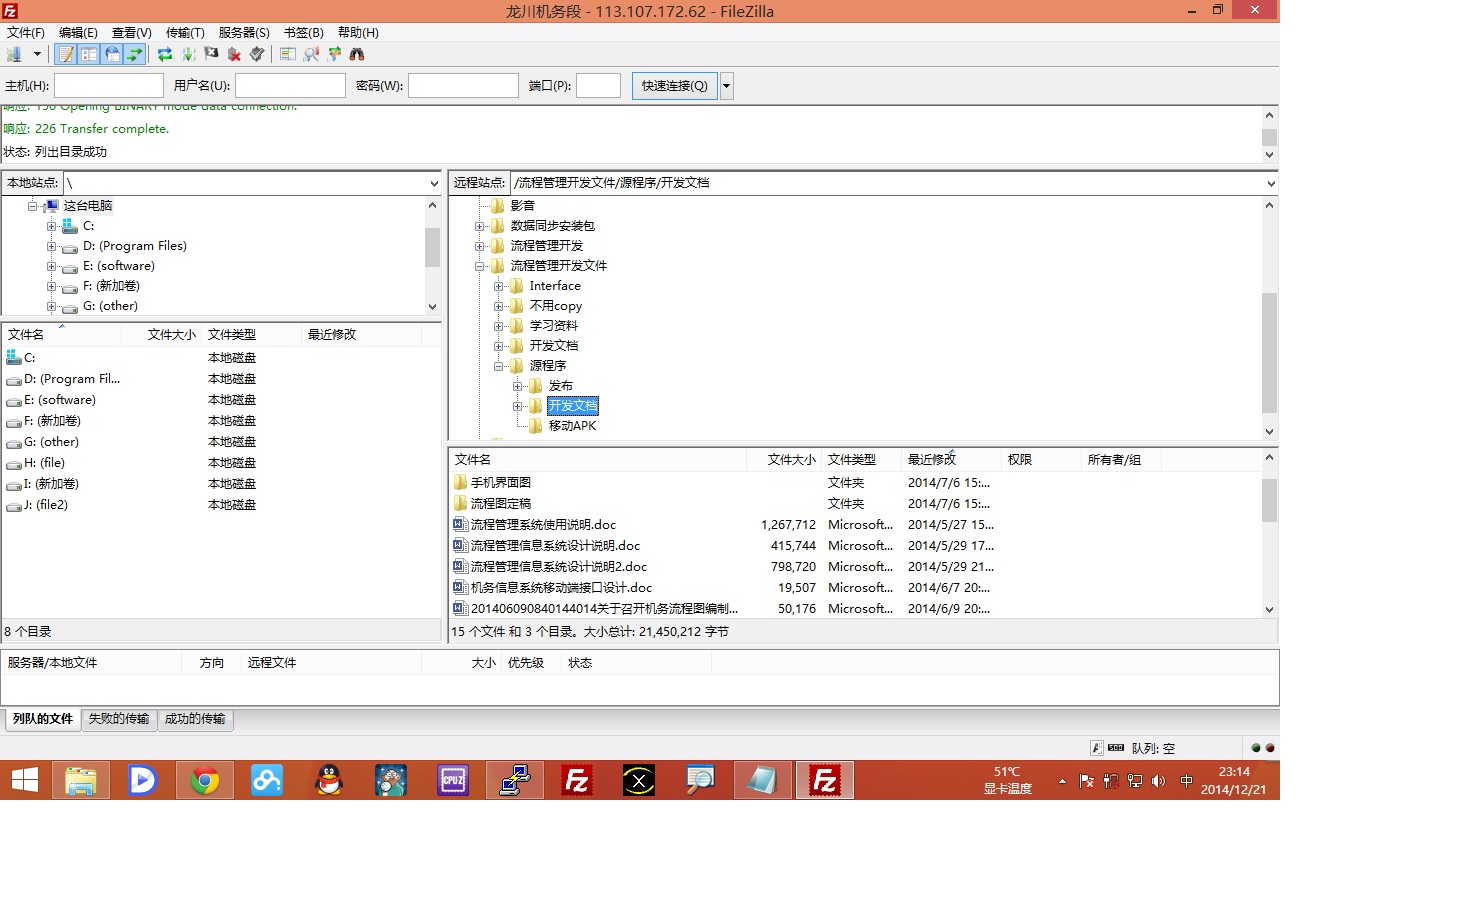 龙川机务段 - 113.107.172.62 - FileZilla
文件(F) 编辑(E) 查看(V) 传输(T) 服务器(S) 书签(B) 帮助(H)
主机(H): 用户名(U): 密码(W): 端口(P): 快速连接(Q)
响应: 150 Opening BINARY mode data connection.
响应: 226 Transfer complete.
状态: 列出目录成功
本地站点: \
这台电脑
C:
D: (Program Files)
E: (software)
F: (新加卷)
G: (other)
文件名 文件大小 文件类型 最近修改
C: 本地磁盘
D: (Program Fil... 本地磁盘
E: (software) 本地磁盘
F: (新加卷) 本地磁盘
G: (other) 本地磁盘
H: (file) 本地磁盘
I: (新加卷) 本地磁盘
J: (file2) 本地磁盘
8 个目录
远程站点: /流程管理开发文件/源程序/开发文档
影音
数据同步安装包
流程管理开发
流程管理开发文件
Interface
不用copy
学习资料
开发文档
源程序
发布
开发文档
移动APK
文件名 文件大小 文件类型 最近修改 权限 所有者/组
手机界面图 文件夹 2014/7/6 15:...
流程图定稿 文件夹 2014/7/6 15:...
流程管理系统使用说明.doc 1,267,712 Microsoft... 2014/5/27 15...
流程管理信息系统设计说明.doc 415,744 Microsoft... 2014/5/29 17...
流程管理信息系统设计说明2.doc 798,720 Microsoft... 2014/5/29 21...
机务信息系统移动端接口设计.doc 19,507 Microsoft... 2014/6/7 20:...
201406090840144014关于召开机务流程图编制... 50,176 Microsoft... 2014/6/9 20:...
15 个文件 和 3 个目录。大小总计: 21,450,212 字节
服务器/本地文件 方向 远程文件 大小 优先级 状态
列队的文件 失败的传输 成功的传输
队列: 空
CPU-Z
51℃
显卡温度
中
23:14
2014/12/21